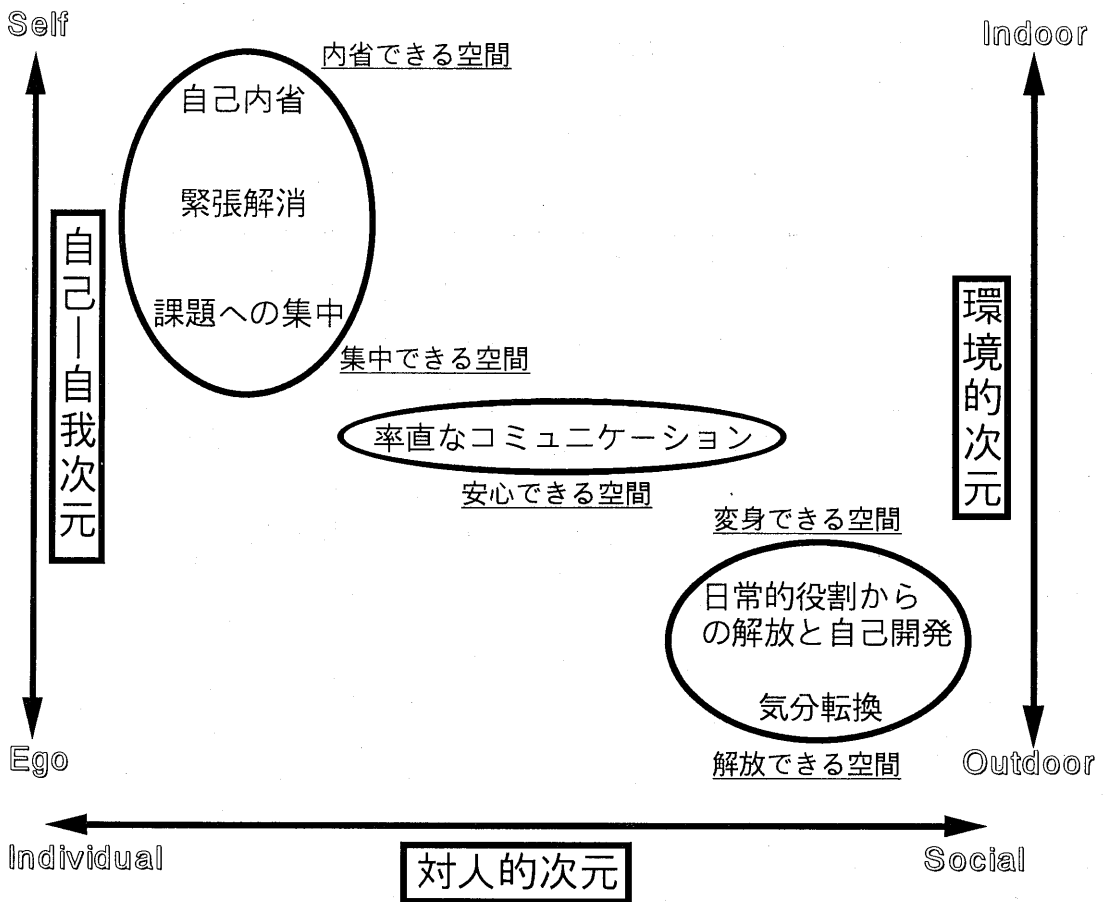 Self
Indoor
内省できる空間
自己内省
緊張解消
課題への集中
集中できる空間
自己―自我次元
環境的次元
率直なコミュニケーション
安心できる空間
変身できる空間
日常的役割から
の解放と自己開発
気分転換
解放できる空間
Ego
Outdoor
Individual
Social
対人的次元